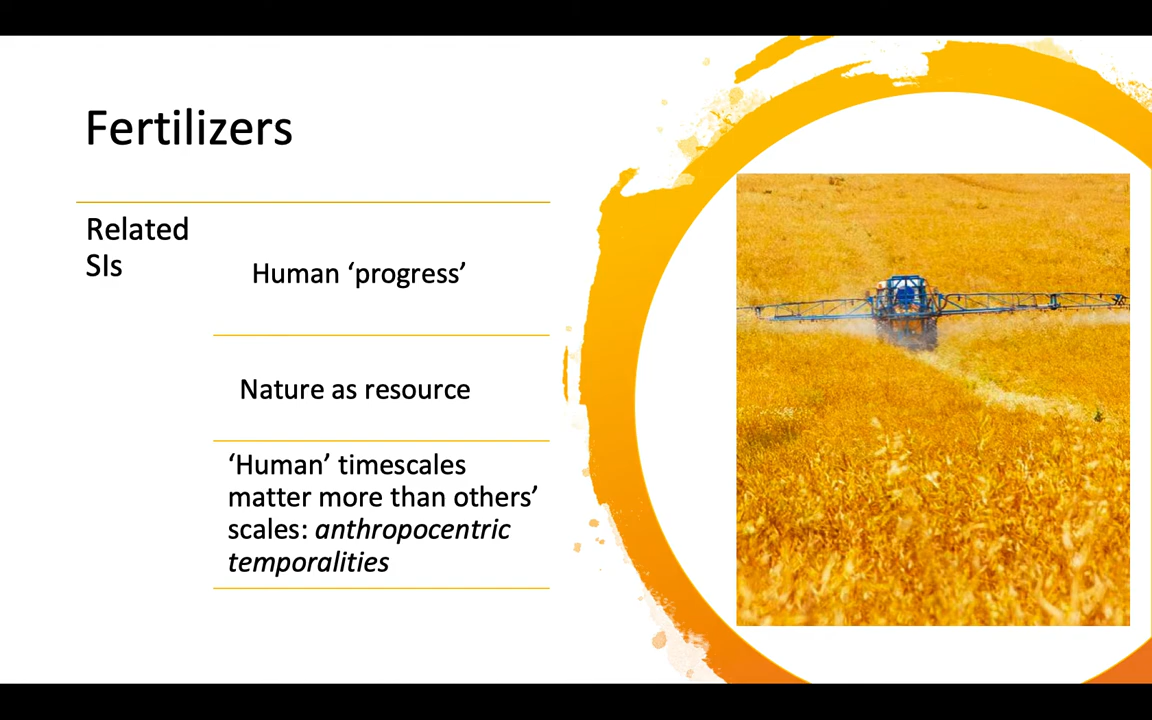 Fertilizers
Related
SIs
Human ‘progress’
Nature as resource
‘Human’ timescales
matter more than others’
scales: anthropocentric
temporalities